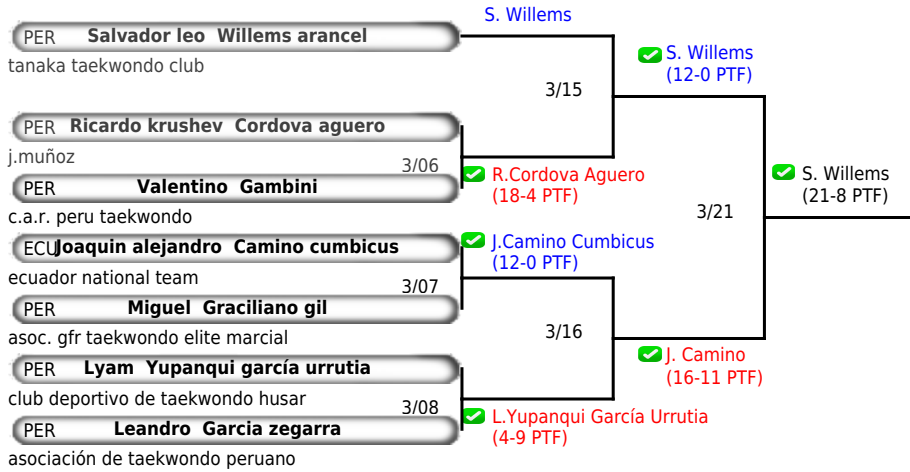 S. Willems
PER Salvador leo Willems arancel
tanaka taekwondo club
S. Willems
(12-0 PTF)
3/15
PER Ricardo krushev Cordova aguero
j.muñoz
3/06
R.Cordova Aguero
(18-4 PTF)
PER Valentino Gambini
c.a.r. peru taekwondo
S. Willems
(21-8 PTF)
3/21
ECU Joaquin alejandro Camino cumbicus
ecuador national team
J.Camino Cumbicus
(12-0 PTF)
3/07
PER Miguel Graciliano gil
asoc. gfr taekwondo elite marcial
3/16
J. Camino
(16-11 PTF)
PER Lyam Yupanqui garcía urrutia
club deportivo de taekwondo husar
3/08
L.Yupanqui García Urrutia
(4-9 PTF)
PER Leandro Garcia zegarra
asociación de taekwondo peruano